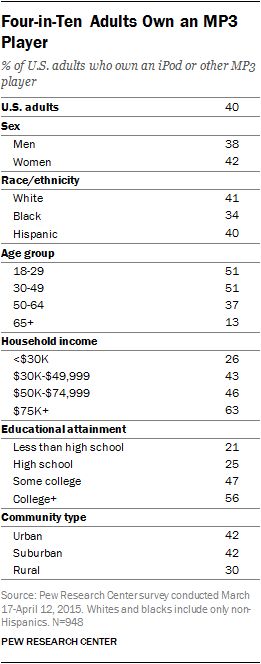 Four-in-Ten Adults Own an MP3
Player
% of U.S. adults who own an iPod or other MP3
player
U.S. adults 40
Sex
Men 38
Women 42
Race/ethnicity
White 41
Black 34
Hispanic 40
Age group
18-29 51
30-49 51
50-64 37
65+ 13
Household income
<$30K 26
$30K-$49,999 43
$50K-$74,999 46
$75K+ 63
Educational attainment
Less than high school 21
High school 25
Some college 47
College+ 56
Community type
Urban 42
Suburban 42
Rural 30
Source: Pew Research Center survey conducted March
17-April 12, 2015. Whites and blacks include only non-
Hispanics. N=948
PEW RESEARCH CENTER